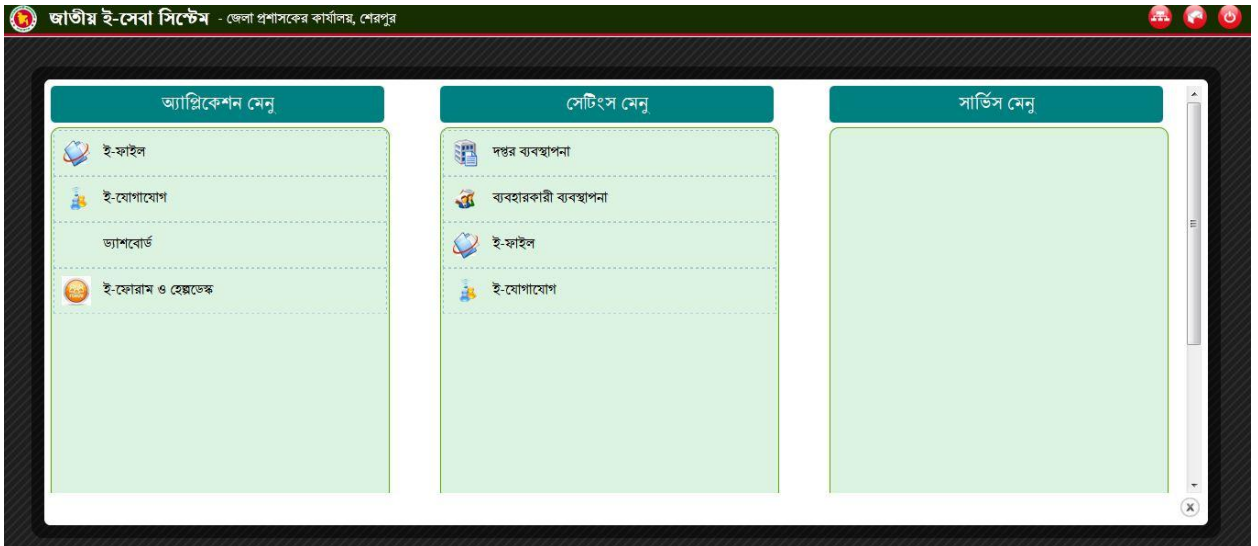 জাতীয় ই-সেবা সিস্টেম - জেলা প্রশাসকের কার্যালয়, শেরপুর
অ্যাপ্লিকেশন মেনু
ই-ফাইল
ই-যোগাযোগ
ড্যাশবোর্ড
ই-ফোরাম ও হেল্পডেস্ক
সেটিংস মেনু
দপ্তর ব্যবস্থাপনা
ব্যবহারকারী ব্যবস্থাপনা
ই-ফাইল
ই-যোগাযোগ
সার্ভিস মেনু